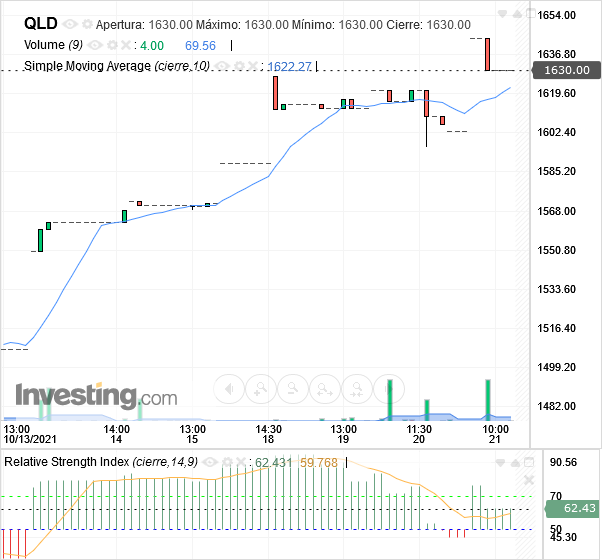 QLD Apertura: 1630.00 Máximo: 1630.00 Mínimo: 1630.00 Cierre: 1630.00
Volume (9) : 4.00 69.56
Simple Moving Average (cierre,10) : 1622.27
1654.00
1636.80
1630.00
1619.60
1602.40
1585.20
1568.00
1550.80
1533.60
1516.40
1499.20
1482.00
Investing.com
13:00 14:00 13:00 14:30 13:00 11:30 10:00
10/13/2021 14 15 18 19 20 21
Relative Strength Index (cierre,14,9) : 62.431 59.768
90.56
70
62.43
50
45.30